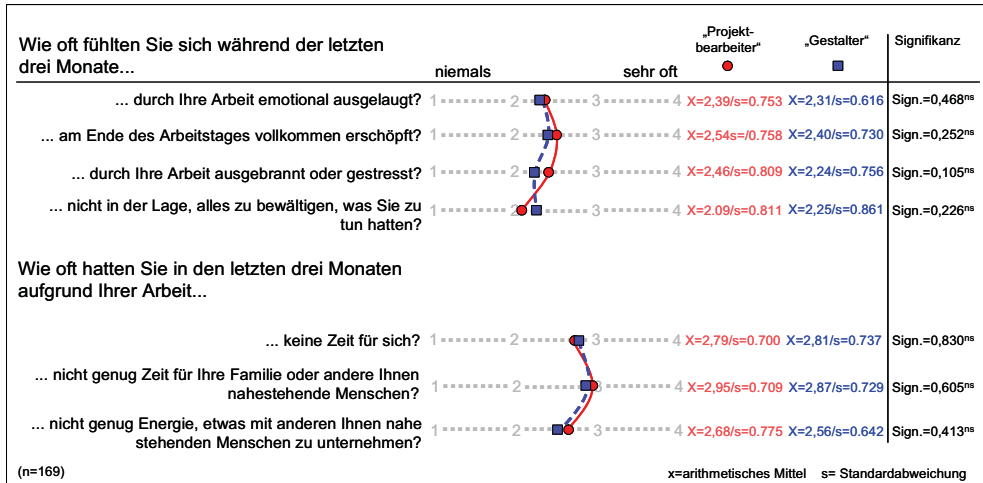 Wie oft fühlten Sie sich während der letzten drei Monate...
niemals
sehr oft
„Projekt-bearbeiter“
„Gestalter“
Signifikanz
... durch Ihre Arbeit emotional ausgelaugt? 1 2 3 4 X=2,39/s=0.753 X=2,31/s=0.616 Sign.=0,468ns
... am Ende des Arbeitstages vollkommen erschöpft? 1 2 3 4 X=2,54s=/0.758 X=2,40/s=0.730 Sign.=0,252ns
... durch Ihre Arbeit ausgebrannt oder gestresst? 1 2 3 4 X=2,46/s=0.809 X=2,24/s=0.756 Sign.=0,105ns
... nicht in der Lage, alles zu bewältigen, was Sie zu tun hatten? 1 2 3 4 X=2.09/s=0.811 X=2,25/s=0.861 Sign.=0,226ns
Wie oft hatten Sie in den letzten drei Monaten
aufgrund Ihrer Arbeit...
... keine Zeit für sich? 1 2 3 4 X=2,79/s=0.700 X=2,81/s=0.737 Sign.=0,830ns
... nicht genug Zeit für Ihre Familie oder andere Ihnen nahestehende Menschen? 1 2 3 4 X=2,95/s=0.709 X=2,87/s=0.729 Sign.=0,605ns
... nicht genug Energie, etwas mit anderen Ihnen nahe stehenden Menschen zu unternehmen? 1 2 3 4 X=2,68/s=0.775 X=2,56/s=0.642 Sign.=0,413ns
(n=169)
x=arithmetisches Mittel s= Standardabweichung